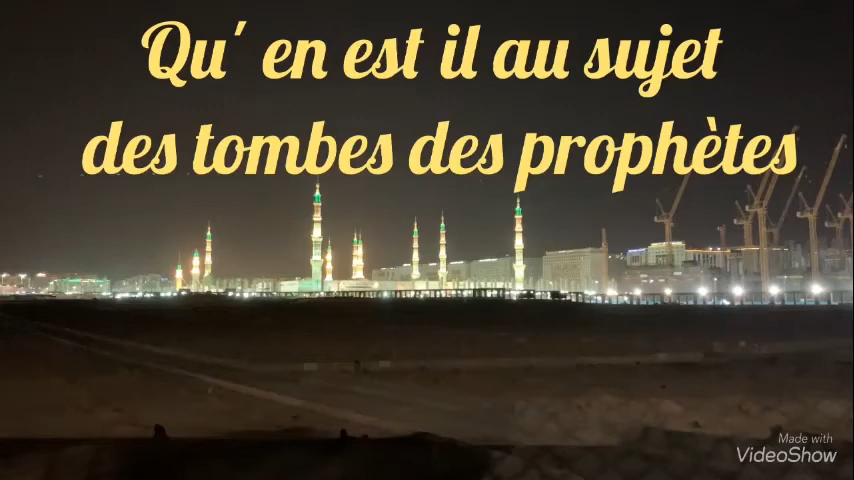 Qu' en est il au sujet
des tombes des prophètes
Made with
VideoShow